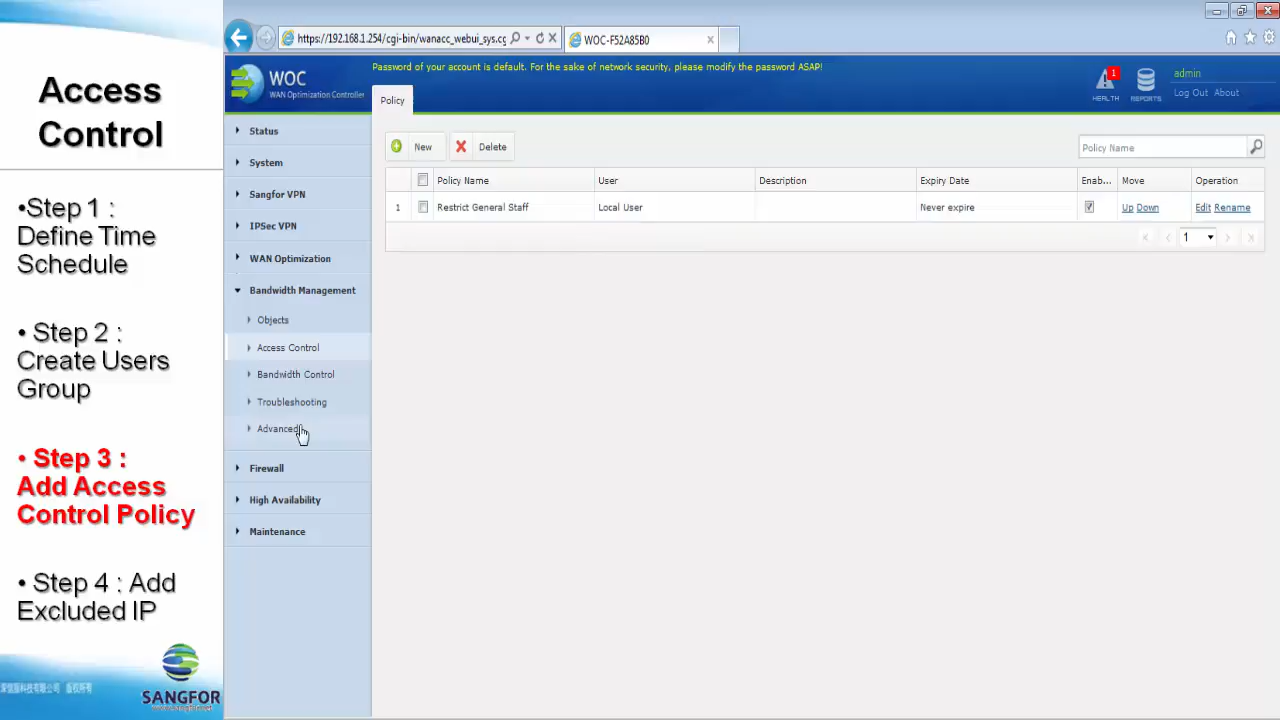 Access
Control
•Step 1 :
Define Time
Schedule
• Step 2 :
Create Users
Group
• Step 3 :
Add Access
Control Policy
• Step 4 : Add
Excluded IP
SANGFOR
https://192.168.1.254/cgi-bin/wanacc_webui_sys.cg
WOC-F52A85B0
WOC
WAN Optimization Controller
Password of your account is default. For the sake of network security, please modify the password ASAP!
1
HEALTH
REPORTS
admin
Log Out About
Policy
Status
System
Sangfor VPN
IPSec VPN
WAN Optimization
Bandwidth Management
Objects
Access Control
Bandwidth Control
Troubleshooting
Advanced
Firewall
High Availability
Maintenance
New Delete
Policy Name
Policy Name User Description Expiry Date Enab... Move Operation
1 Restrict General Staff Local User Never expire Up Down Edit Rename
1